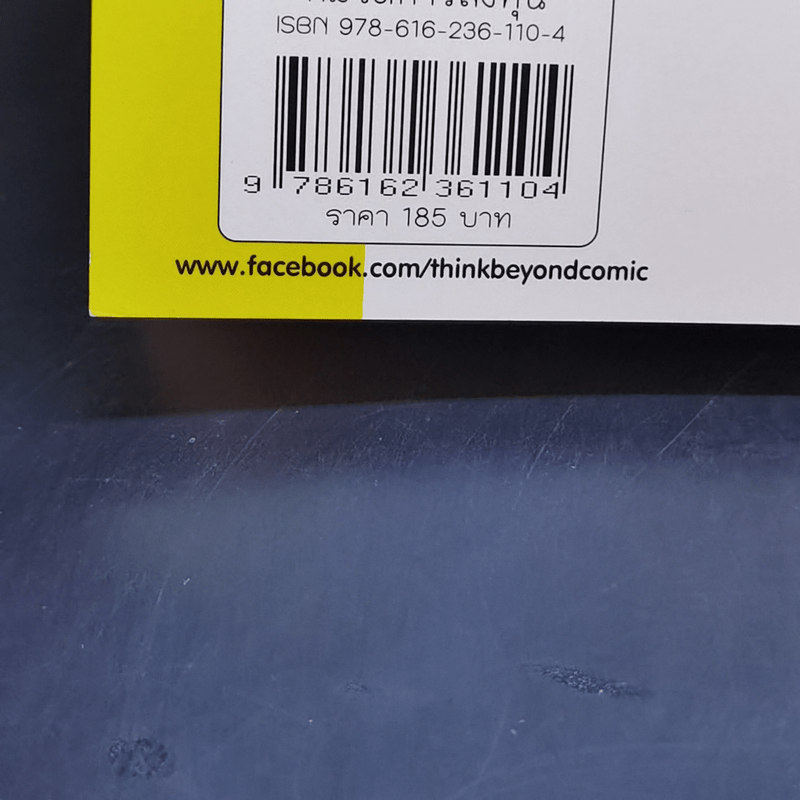 ISBN 978-616-236-110-4
9 786162 361104
ราคา 185 บาท
www.facebook.com/thinkbeyondcomic